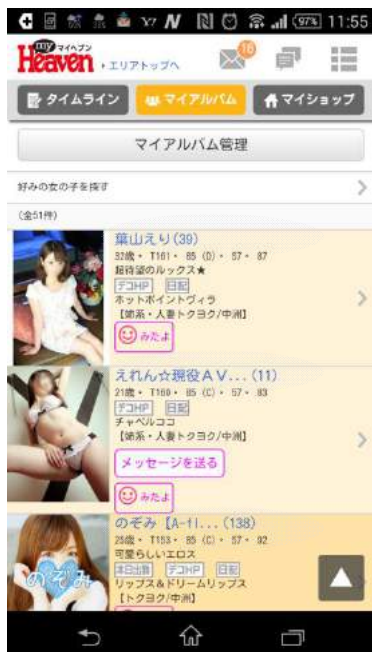 97%
11:55
my マイヘブン
Heaven
エリアトップへ
16
タイムライン
マイアルバム
マイショップ
マイアルバム管理
好みの女の子を探す
(全51件)
葉山えり(39)
32歳・ T161・ 85 (D)・ 57・ 87
超待望のルックス★
デコHP 日記
ホットポイントヴィラ
【姉系・人妻トクヨク/中洲】
みたよ
えれん☆現役AV...(11)
21歳・ T160・ 85 (C)・ 57・ 83
デコHP 日記
チャペルココ
【姉系・人妻トクヨク/中洲】
メッセージを送る
みたよ
のぞみ【A-fl...(138)
25歳・ T153・ 85 (C)・ 57・ 82
可愛らしいエロス
本日出勤 デコHP 日記
リップス&ドリームリップス
【トクヨク/中洲】
のぞみ